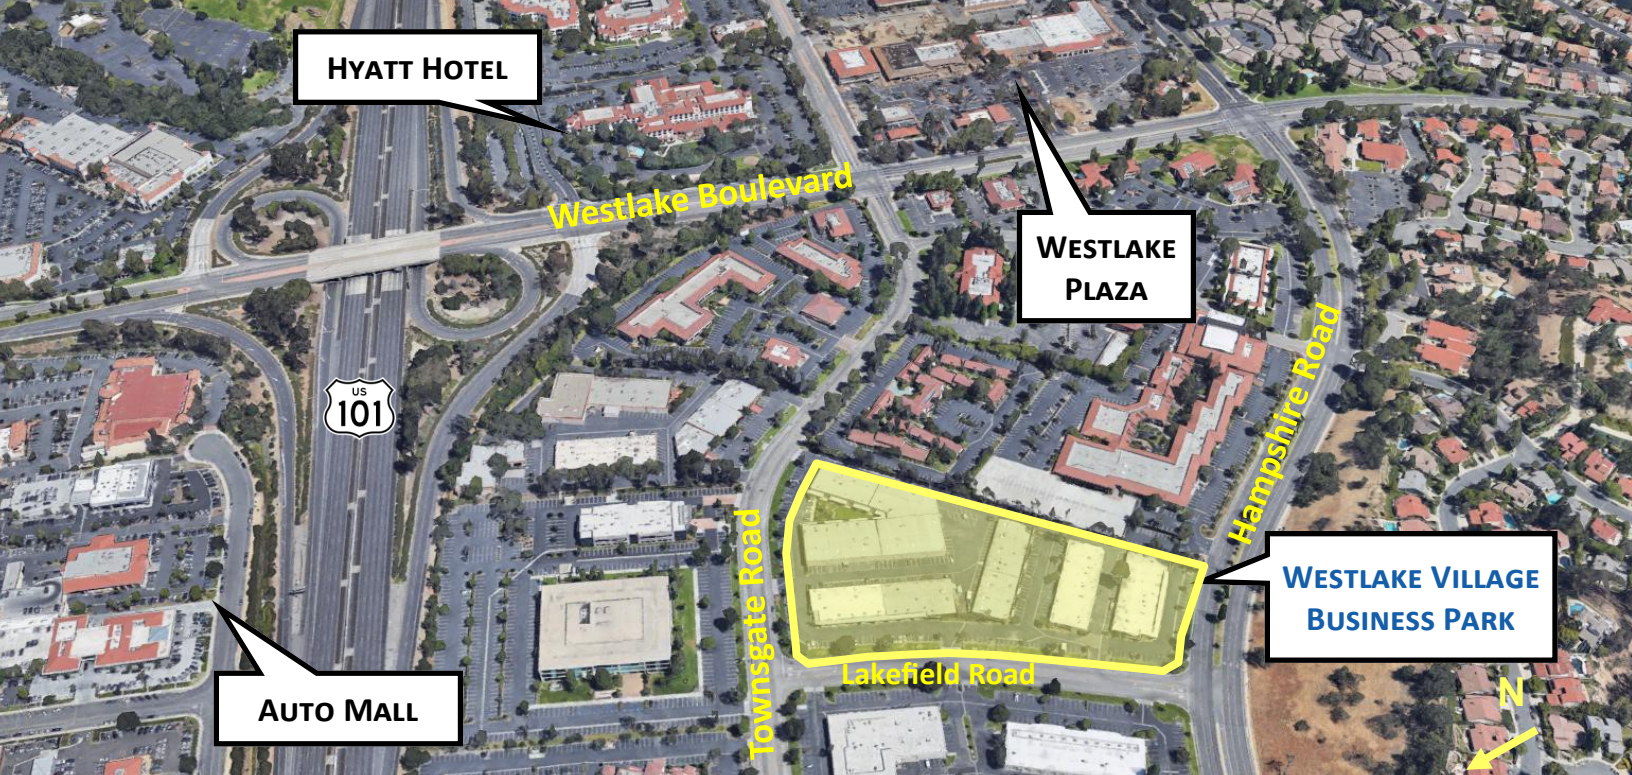 HYATT HOTEL
Westlake Boulevard
WESTLAKE
PLAZA
US
101
Hampshire Road
Townsgate Road
WESTLAKE VILLAGE
BUSINESS PARK
Lakefield Road
AUTO MALL
N